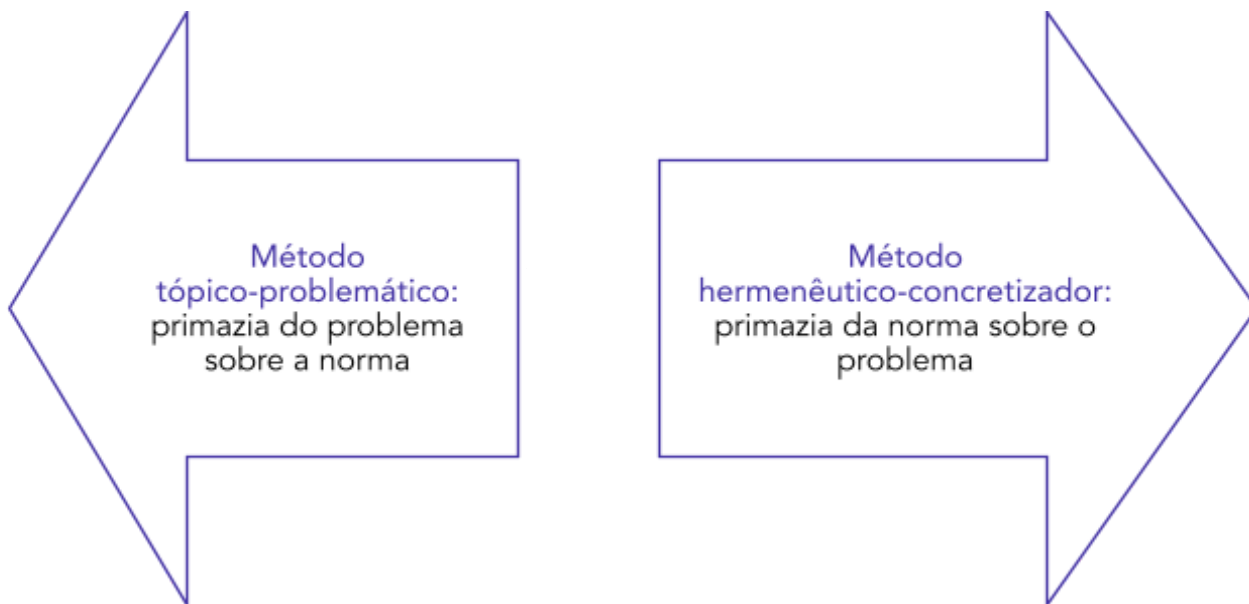 Método
tópico-problemático:
primazia do problema
sobre a norma
Método
hermenêutico-concretizador:
primazia da norma sobre o
problema